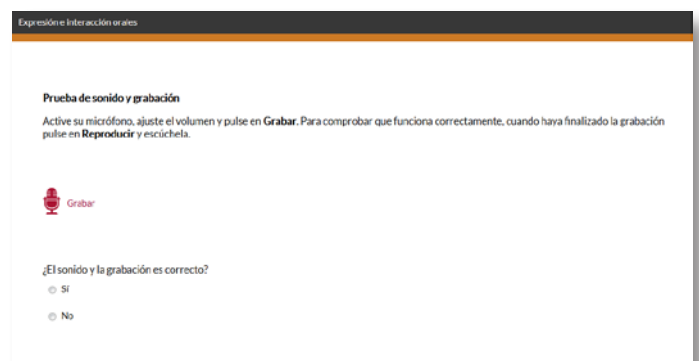 Expresión e interacción orales
Prueba de sonido y grabación
Active su micrófono, ajuste el volumen y pulse en Grabar. Para comprobar que funciona correctamente, cuando haya finalizado la grabación
pulse en Reproducir y escúchela.
Grabar
¿El sonido y la grabación es correcto?
Sí
No